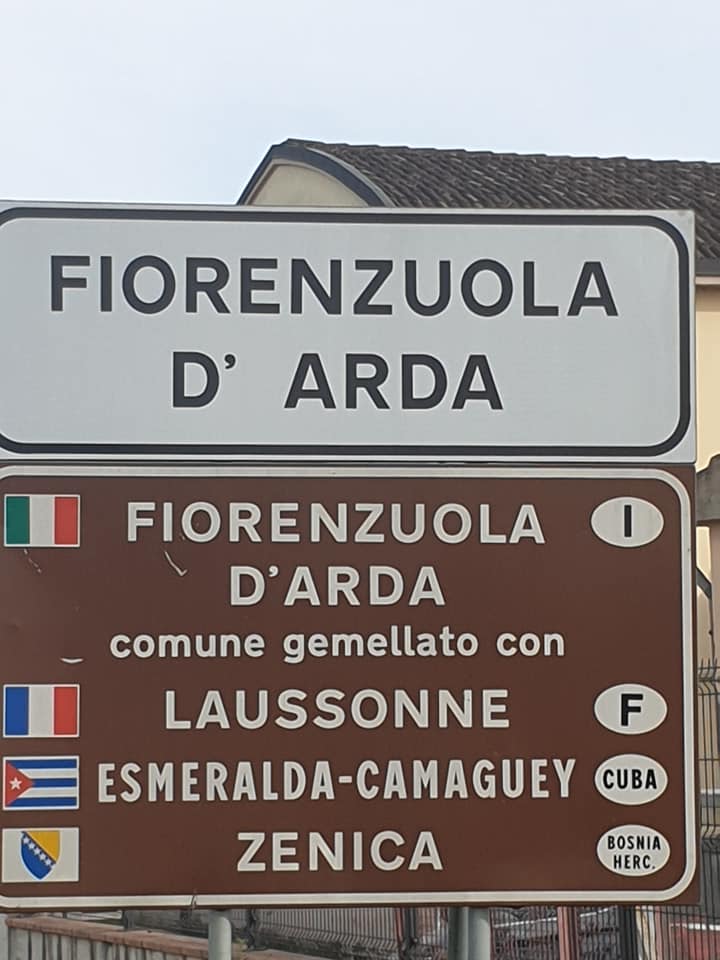 FIORENZUOLA
D' ARDA
FIORENZUOLA I
D'ARDA
comune gemellato con
LAUSSONNE F
ESMERALDA-CAMAGUEY CUBA
ZENICA BOSNIA
HERC.